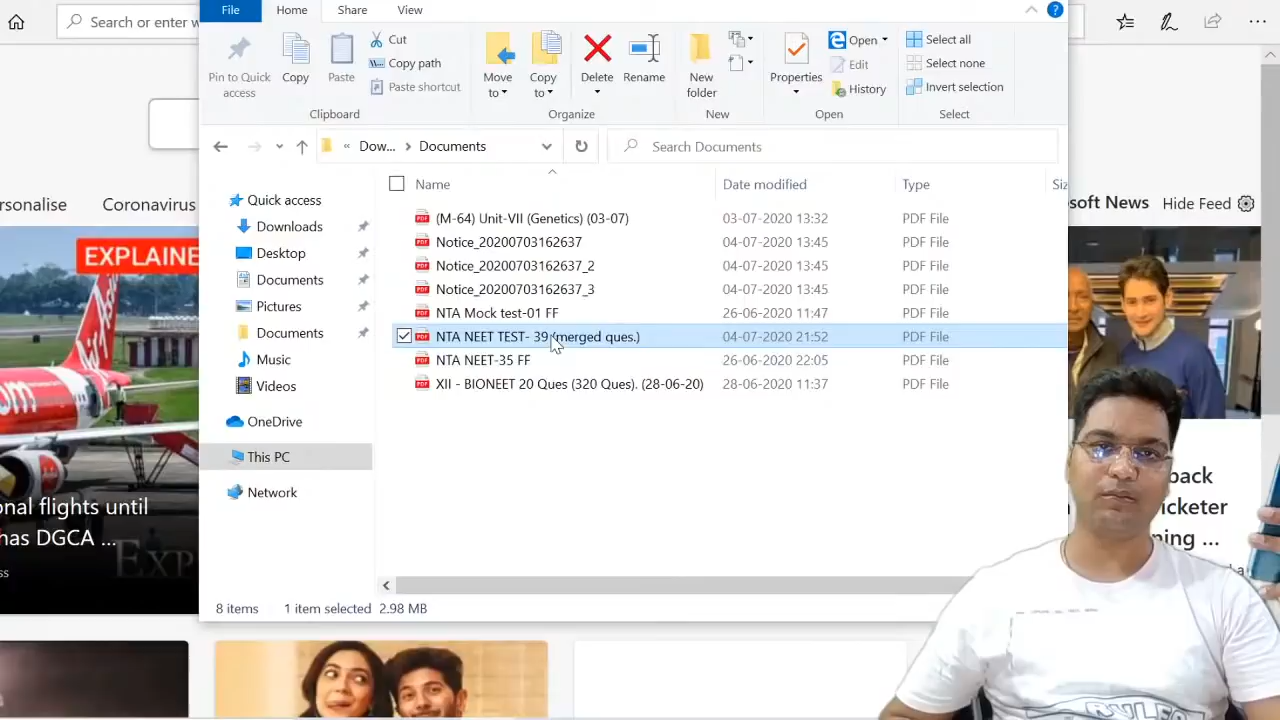 Search or enter w
File
Home
Share
View
Pin to Quick access
Copy
Paste
Cut
Copy path
Paste shortcut
Clipboard
Move to
Copy to
Delete
Rename
Organize
New folder
New
Properties
Open
Edit
History
Open
Select all
Select none
Invert selection
Select
« Dow... › Documents
Search Documents
Name
Date modified
Type
Siz
Quick access
Downloads
Desktop
Documents
Pictures
Documents
Music
Videos
OneDrive
This PC
Network
(M-64) Unit-VII (Genetics) (03-07) 03-07-2020 13:32 PDF File
Notice_20200703162637 04-07-2020 13:45 PDF File
Notice_20200703162637_2 04-07-2020 13:45 PDF File
Notice_20200703162637_3 04-07-2020 13:45 PDF File
NTA Mock test-01 FF 26-06-2020 11:47 PDF File
NTA NEET TEST- 39 (merged ques.) 04-07-2020 21:52 PDF File
NTA NEET-35 FF 26-06-2020 22:05 PDF File
XII - BIONEET 20 Ques (320 Ques). (28-06-20) 28-06-2020 11:37 PDF File
8 items 1 item selected 2.98 MB
rsonalise
Coronavirus
soft News
Hide Feed
EXPLAINE
onal flights until
has DGCA ...
EXP
ss
back
ricketer
ning ...